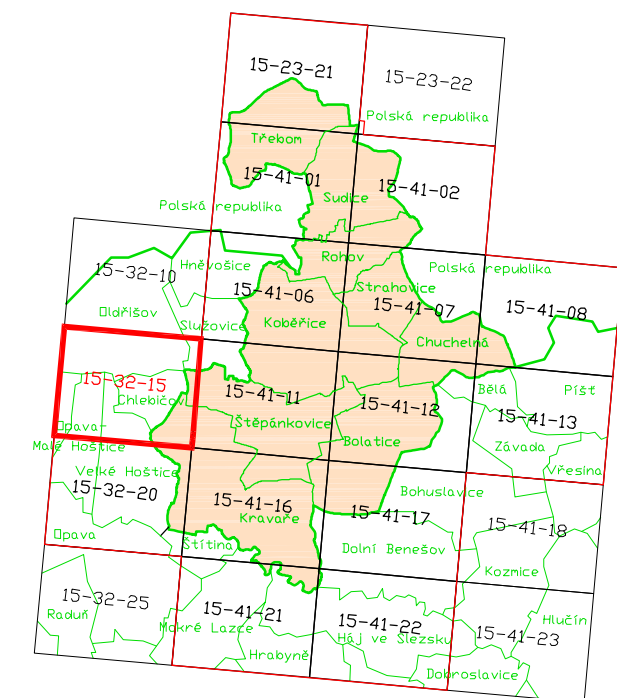 15-23-21
15-23-22
Polská republika
Třebom
15-41-01
15-41-02
Sudice
Polská republika
Hněvošice
Rohov
Polská republika
15-32-10
Strahovice
15-41-06
15-41-07
15-41-08
Oldřišov
Služovice
Kobeřice
Chuchelná
15-32-15
Chlebičov
15-41-11
15-41-12
Bělá
Píšť
15-41-13
Opava-
Malé Hoštice
Štěpánkovice
Bolatice
Závada
Vřesina
Velké Hoštice
15-32-20
15-41-16
Kravaře
Bohuslavice
15-41-17
15-41-18
Opava
Štítina
Dolní Benešov
Kozmice
15-32-25
Raduň
15-41-21
Mokré Lazce
15-41-22
Háj ve Slezsku
15-41-23
Hlučín
Hrabyně
Dobroslavice